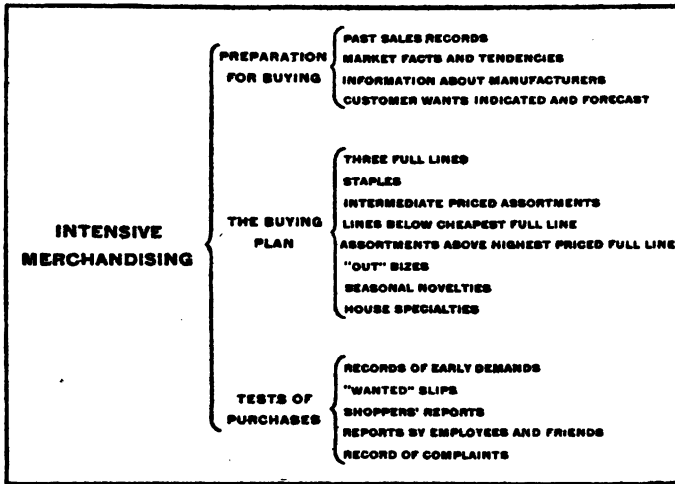 PREPARATION
FOR BUYING
PAST SALES RECORDS
MARKET FACTS AND TENDENCIES
INFORMATION ABOUT MANUFACTURERS
CUSTOMER WANTS INDICATED AND FORECAST
INTENSIVE
MERCHANDISING
THE BUYING
PLAN
THREE FULL LINES
STAPLES
INTERMEDIATE PRICED ASSORTMENTS
LINES BELOW CHEAPEST FULL LINE
ASSORTMENTS ABOVE HIGHEST PRICED FULL LINE
"OUT" SIZES
SEASONAL NOVELTIES
HOUSE SPECIALTIES
TESTS OF
PURCHASES
RECORDS OF EARLY DEMANDS
"WANTED" SLIPS
SHOPPERS' REPORTS
REPORTS BY EMPLOYEES AND FRIENDS
RECORD OF COMPLAINTS